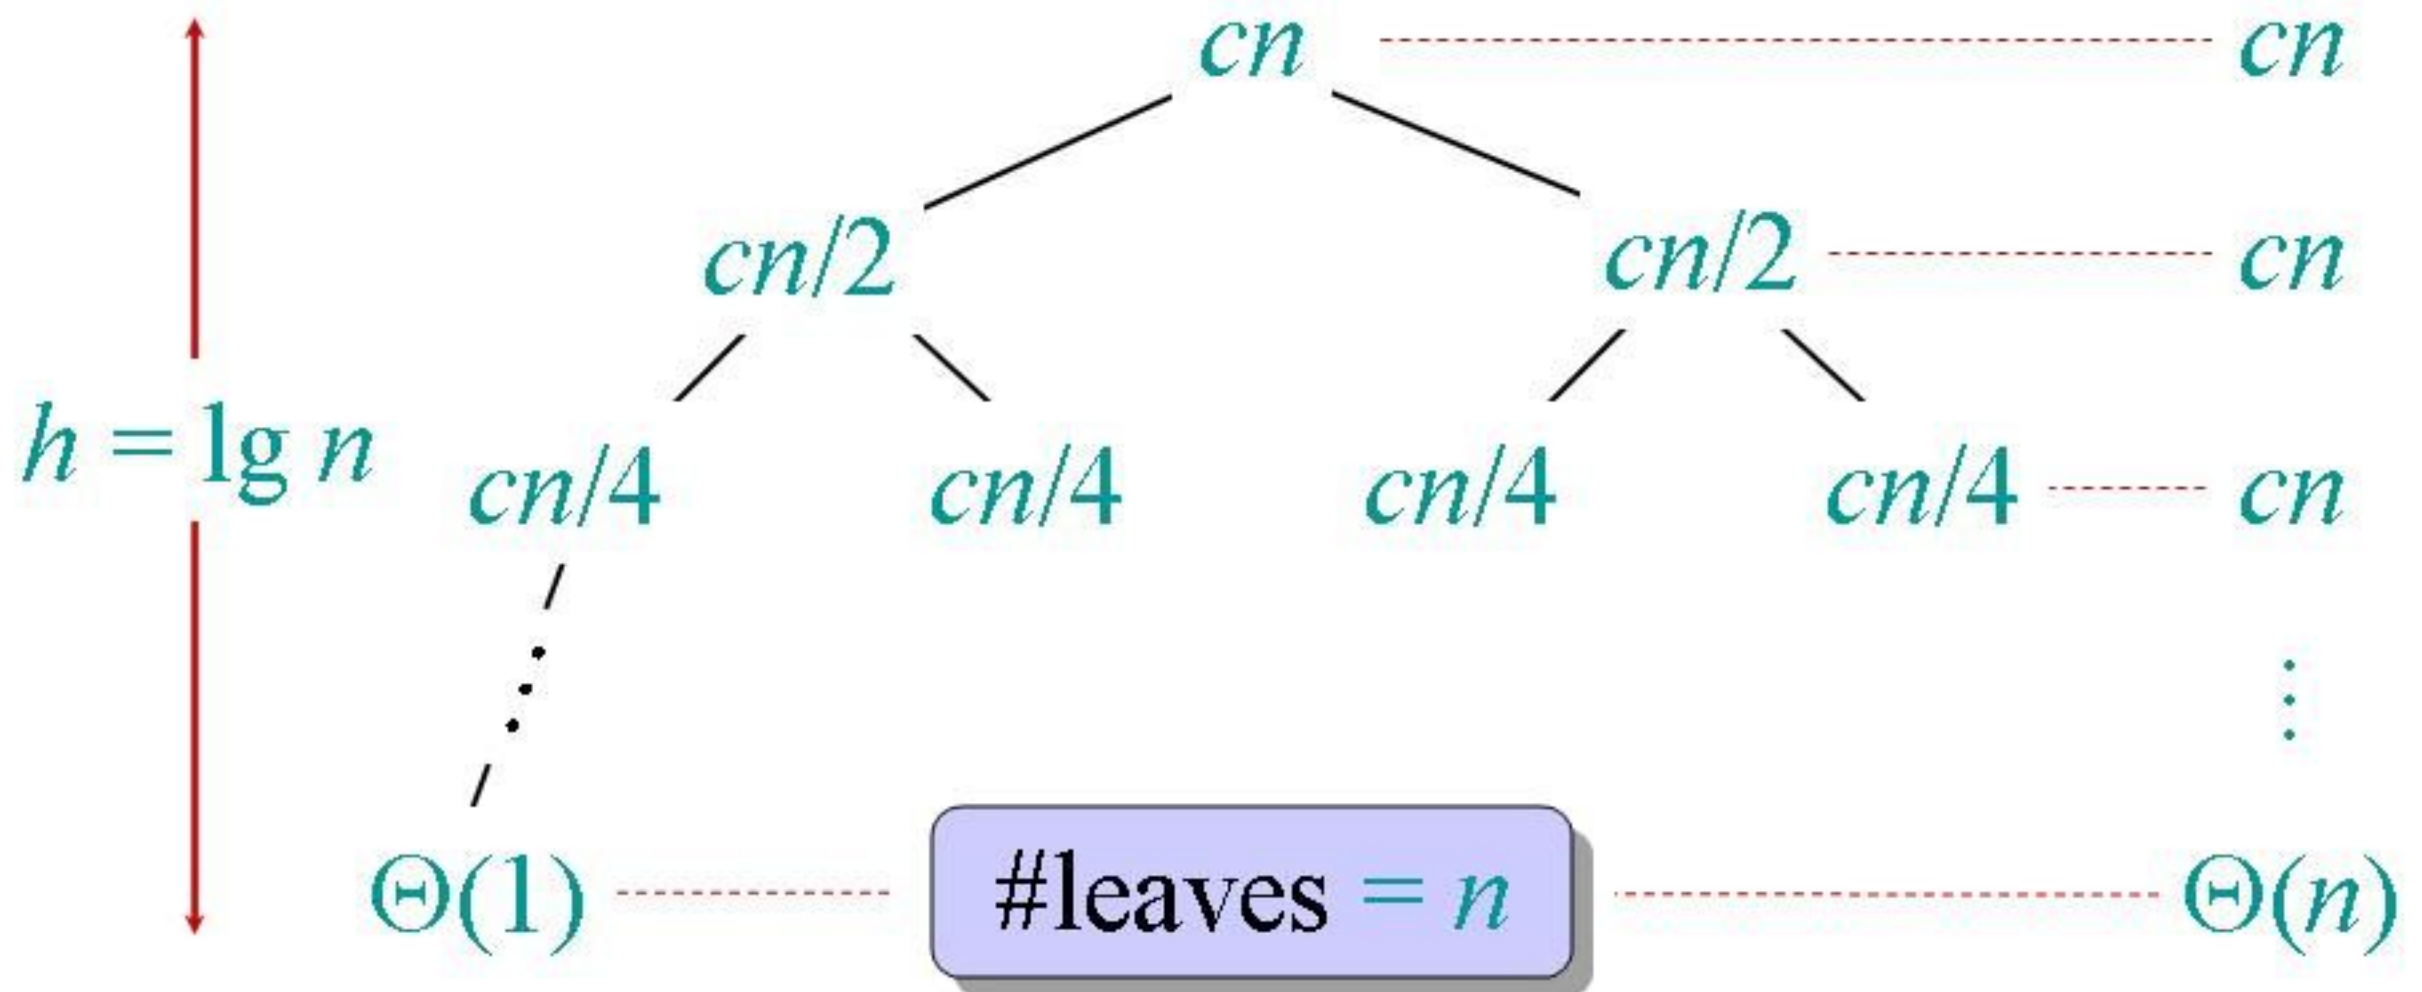 cn cn
cn/2 cn/2 cn
h = lg n cn/4 cn/4 cn/4 cn/4 cn
Θ(1) #leaves = n Θ(n)